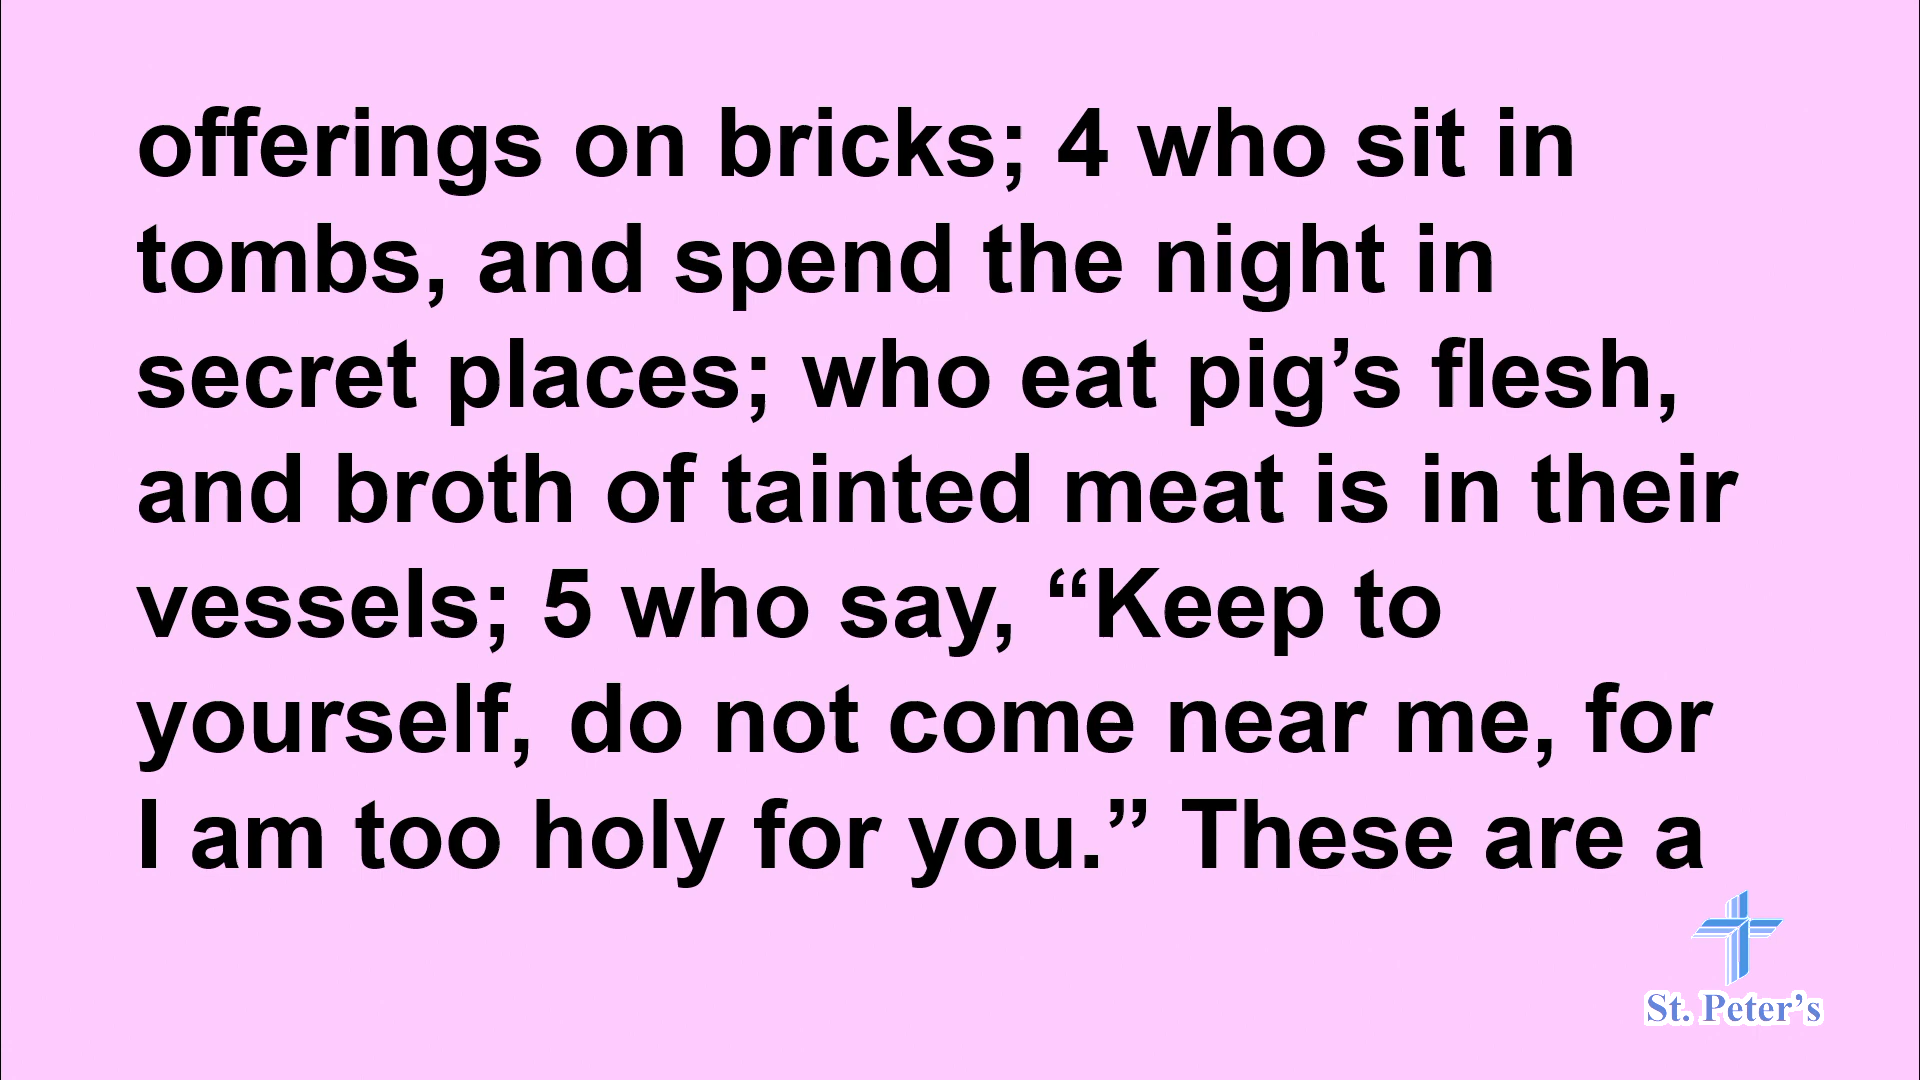 offerings on bricks; 4 who sit in
tombs, and spend the night in
secret places; who eat pig’s flesh,
and broth of tainted meat is in their
vessels; 5 who say, “Keep to
yourself, do not come near me, for
I am too holy for you.” These are a
St. Peter’s